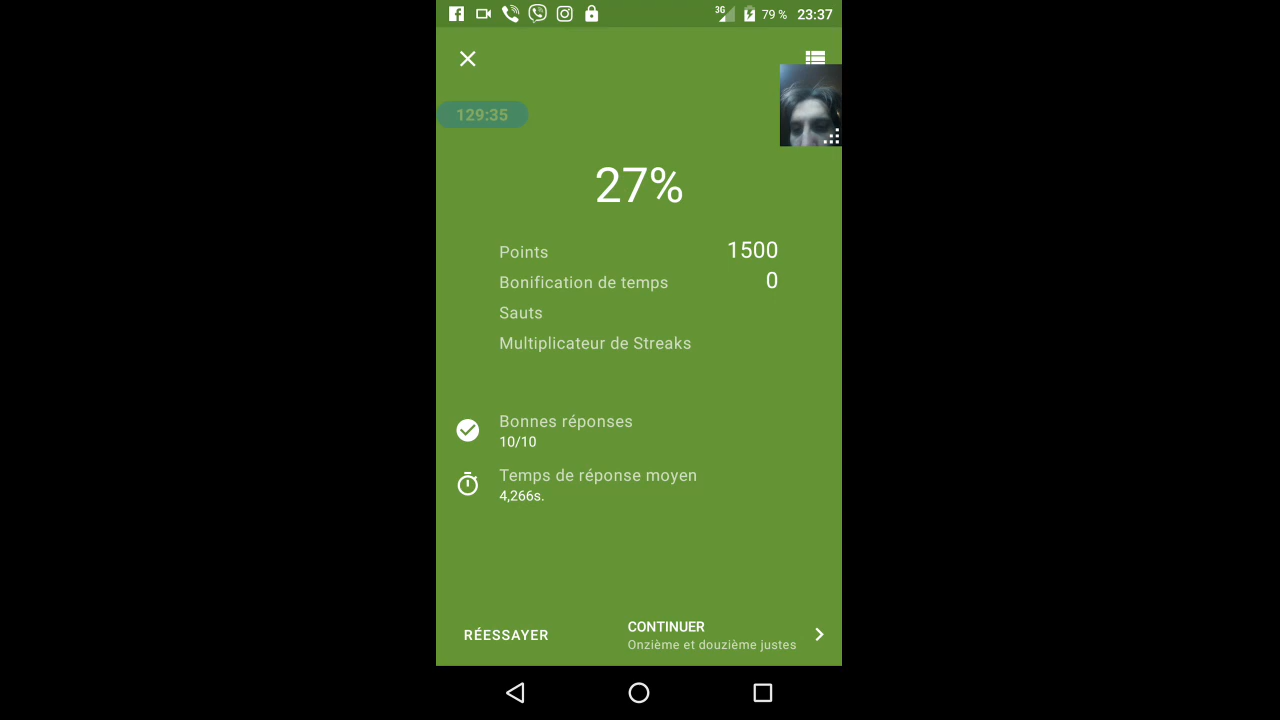 3G 79 % 23:37
129:35
27%
Points 1500
Bonification de temps 0
Sauts
Multiplicateur de Streaks
Bonnes réponses
10/10
Temps de réponse moyen
4,266s.
RÉESSAYER
CONTINUER
Onzième et douzième justes